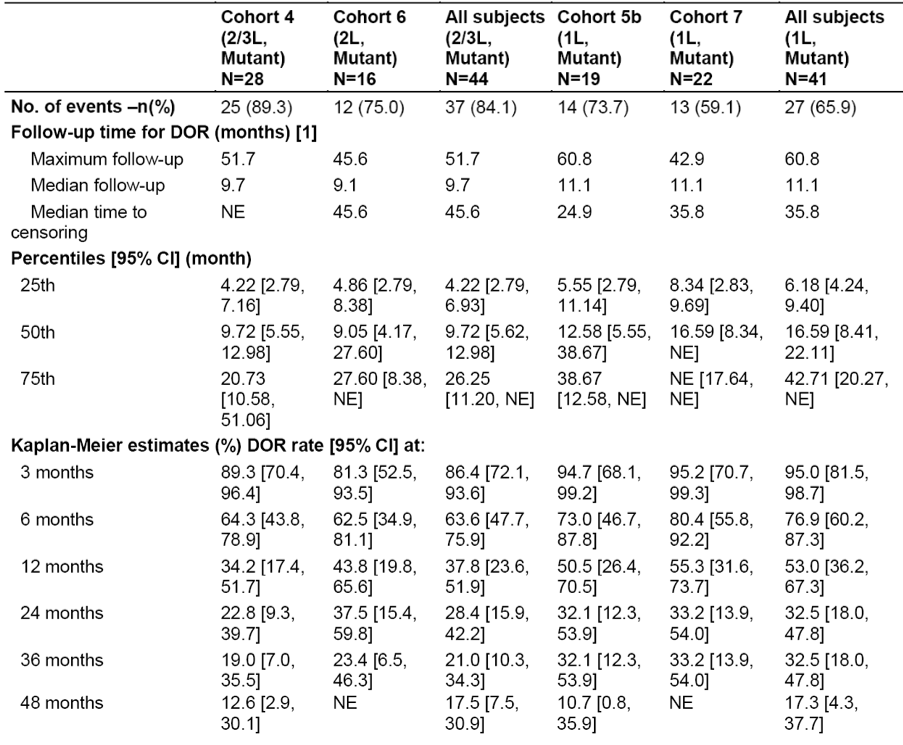 Cohort 4 (2/3L, Mutant) N=28 Cohort 6 (2L, Mutant) N=16 All subjects (2/3L, Mutant) N=44 Cohort 5b (1L, Mutant) N=19 Cohort 7 (1L, Mutant) N=22 All subjects (1L, Mutant) N=41
No. of events –n(%) 25 (89.3) 12 (75.0) 37 (84.1) 14 (73.7) 13 (59.1) 27 (65.9)
Follow-up time for DOR (months) [1]
Maximum follow-up 51.7 45.6 51.7 60.8 42.9 60.8
Median follow-up 9.7 9.1 9.7 11.1 11.1 11.1
Median time to censoring NE 45.6 45.6 24.9 35.8 35.8
Percentiles [95% CI] (month)
25th 4.22 [2.79, 7.16] 4.86 [2.79, 8.38] 4.22 [2.79, 6.93] 5.55 [2.79, 11.14] 8.34 [2.83, 9.69] 6.18 [4.24, 9.40]
50th 9.72 [5.55, 12.98] 9.05 [4.17, 27.60] 9.72 [5.62, 12.98] 12.58 [5.55, 38.67] 16.59 [8.34, NE] 16.59 [8.41, 22.11]
75th 20.73 [10.58, 51.06] 27.60 [8.38, NE] 26.25 [11.20, NE] 38.67 [12.58, NE] NE [17.64, NE] 42.71 [20.27, NE]
Kaplan-Meier estimates (%) DOR rate [95% CI] at:
3 months 89.3 [70.4, 96.4] 81.3 [52.5, 93.5] 86.4 [72.1, 93.6] 94.7 [68.1, 99.2] 95.2 [70.7, 99.3] 95.0 [81.5, 98.7]
6 months 64.3 [43.8, 78.9] 62.5 [34.9, 81.1] 63.6 [47.7, 75.9] 73.0 [46.7, 87.8] 80.4 [55.8, 92.2] 76.9 [60.2, 87.3]
12 months 34.2 [17.4, 51.7] 43.8 [19.8, 65.6] 37.8 [23.6, 51.9] 50.5 [26.4, 70.5] 55.3 [31.6, 73.7] 53.0 [36.2, 67.3]
24 months 22.8 [9.3, 39.7] 37.5 [15.4, 59.8] 28.4 [15.9, 42.2] 32.1 [12.3, 53.9] 33.2 [13.9, 54.0] 32.5 [18.0, 47.8]
36 months 19.0 [7.0, 35.5] 23.4 [6.5, 46.3] 21.0 [10.3, 34.3] 32.1 [12.3, 53.9] 33.2 [13.9, 54.0] 32.5 [18.0, 47.8]
48 months 12.6 [2.9, 30.1] NE 17.5 [7.5, 30.9] 10.7 [0.8, 35.9] NE 17.3 [4.3, 37.7]